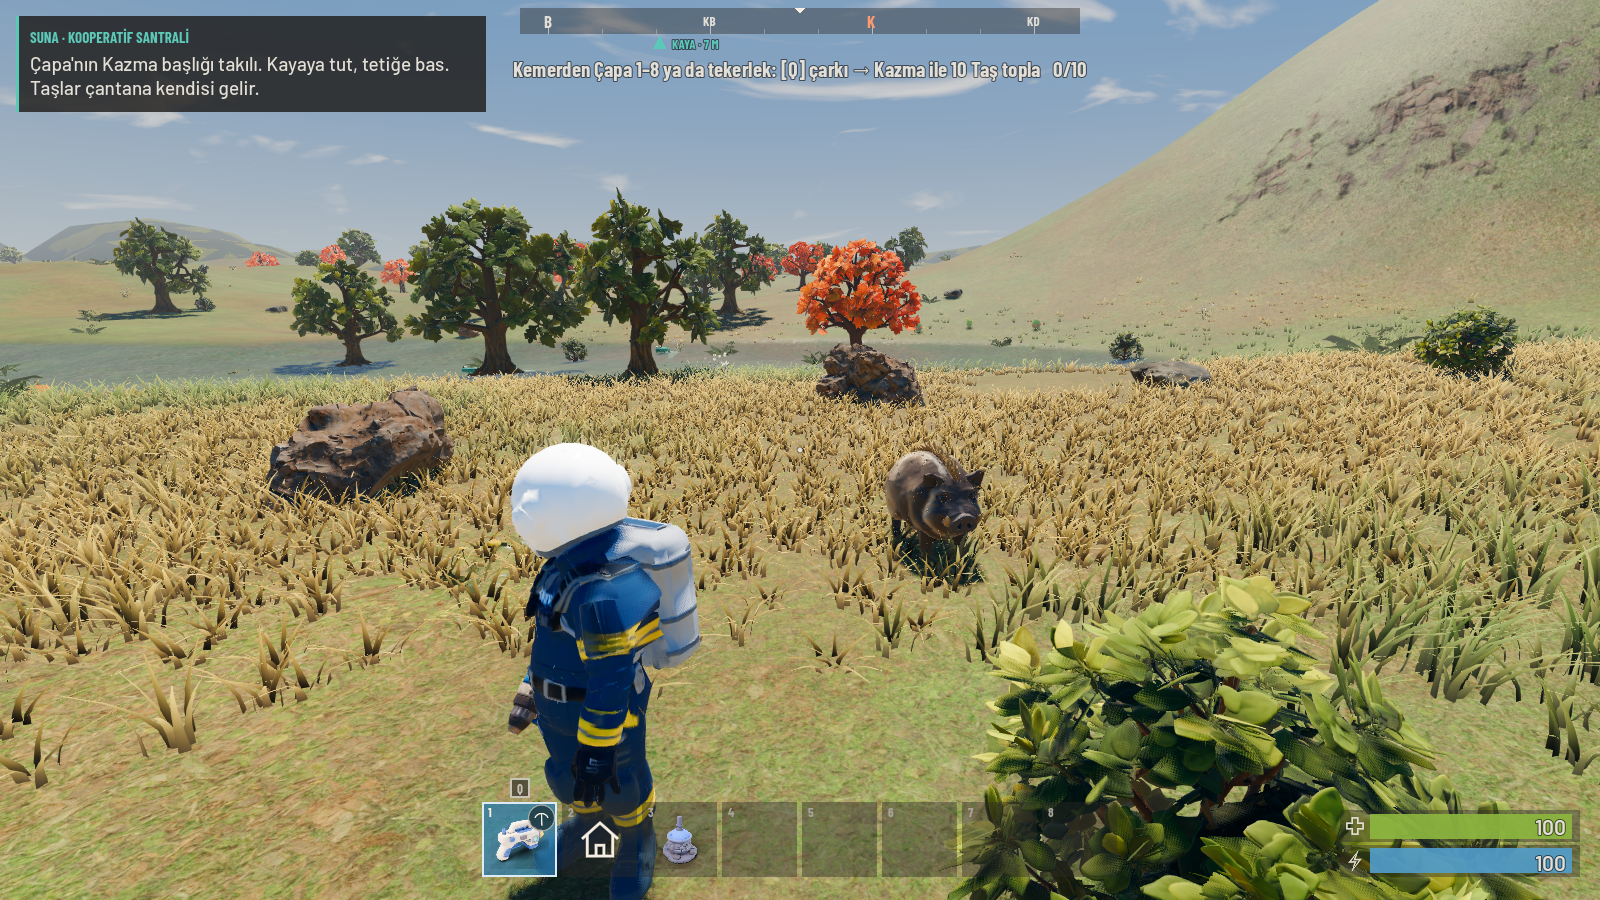 SUNA · KOOPERATİF SANTRALİ
Çapa'nın Kazma başlığı takılı. Kayaya tut, tetiğe bas.
Taşlar çantana kendisi gelir.
B KB K KD
KAYA · 7 M
Kemerden Çapa 1-8 ya da tekerlek: [Q] çarkı → Kazma ile 10 Taş topla 0/10
Q
1 2 3 4 5 6 7 8
100
100